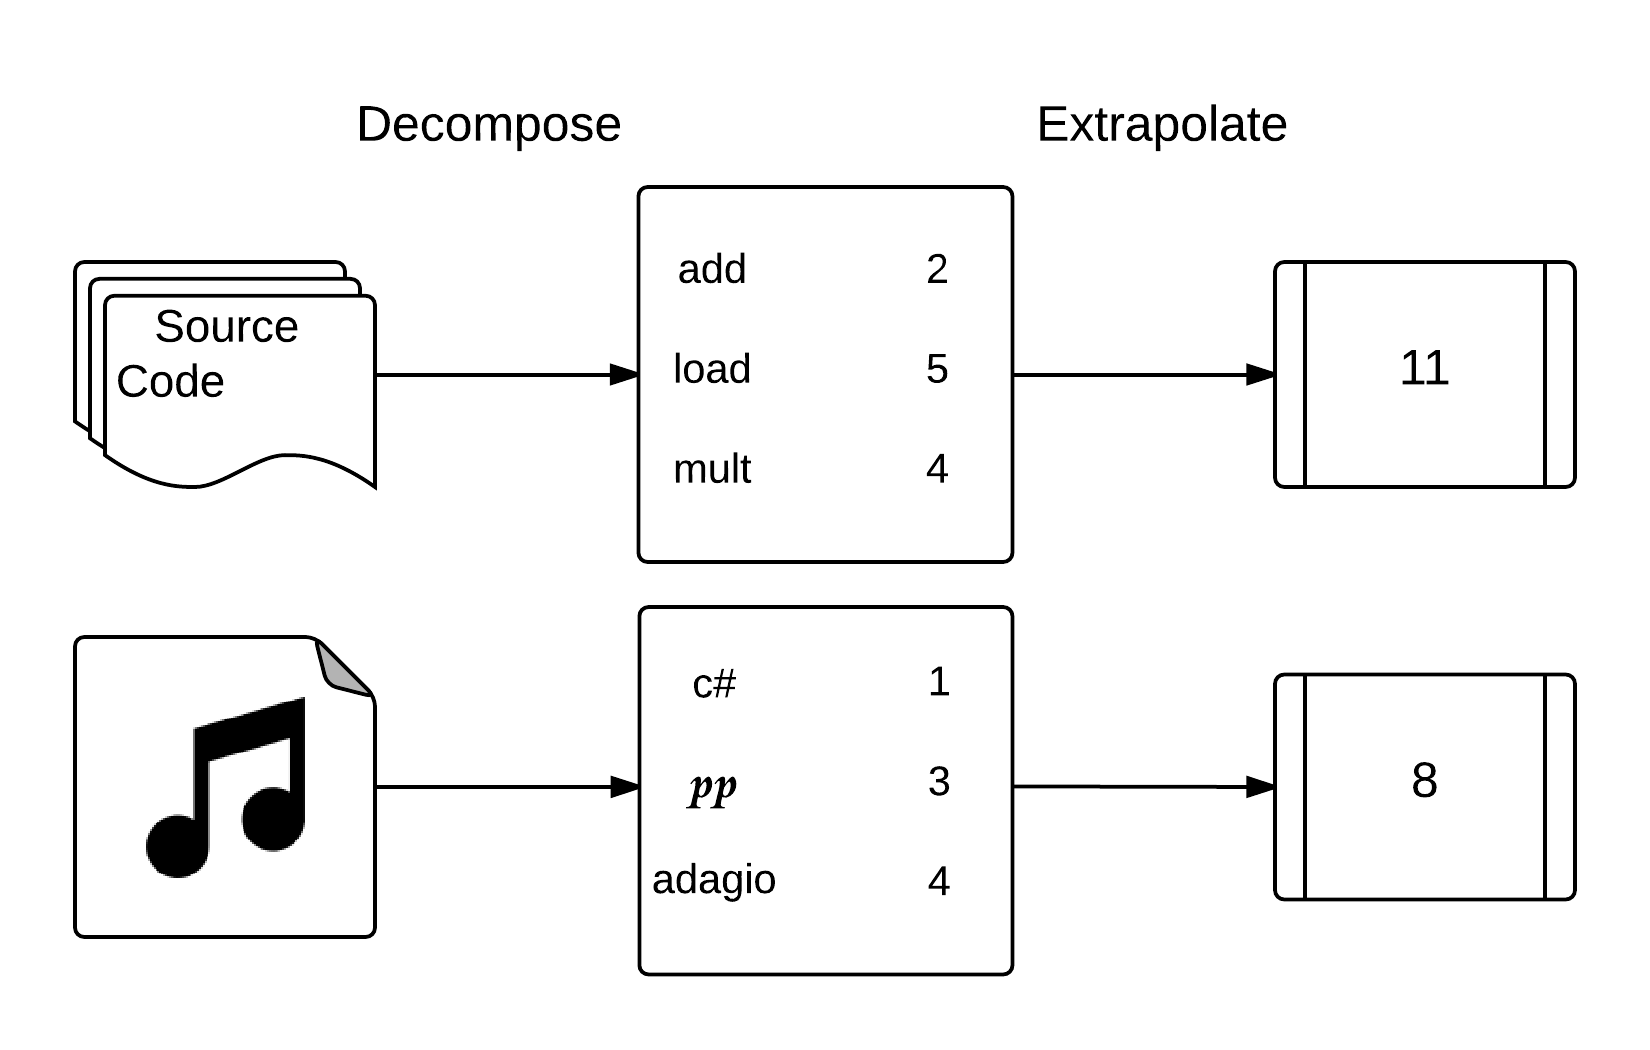 Decompose
Extrapolate
Source
Code
add 2
load 5
mult 4
11
c# 1
pp 3
adagio 4
8